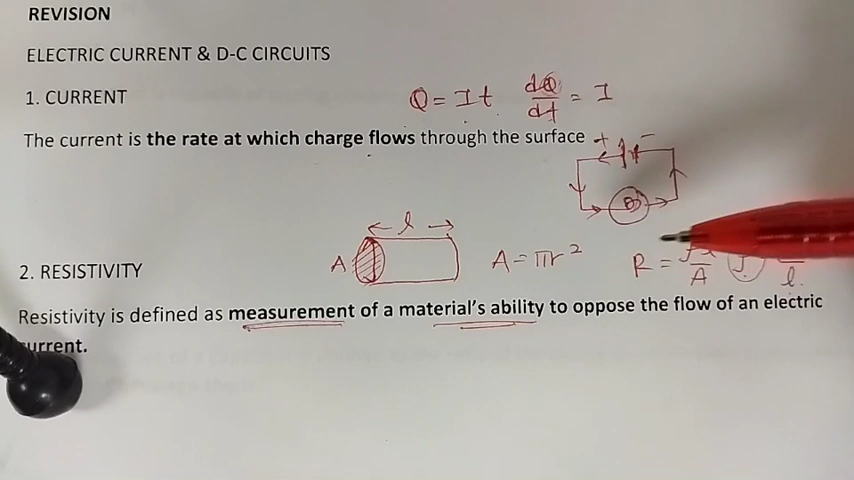 REVISION
ELECTRIC CURRENT & D-C CIRCUITS
1. CURRENT Q = It dQ/dt = I
The current is the rate at which charge flows through the surface
+ −
l
2. RESISTIVITY A A = πr² R = A l
Resistivity is defined as measurement of a material's ability to oppose the flow of an electric
current.